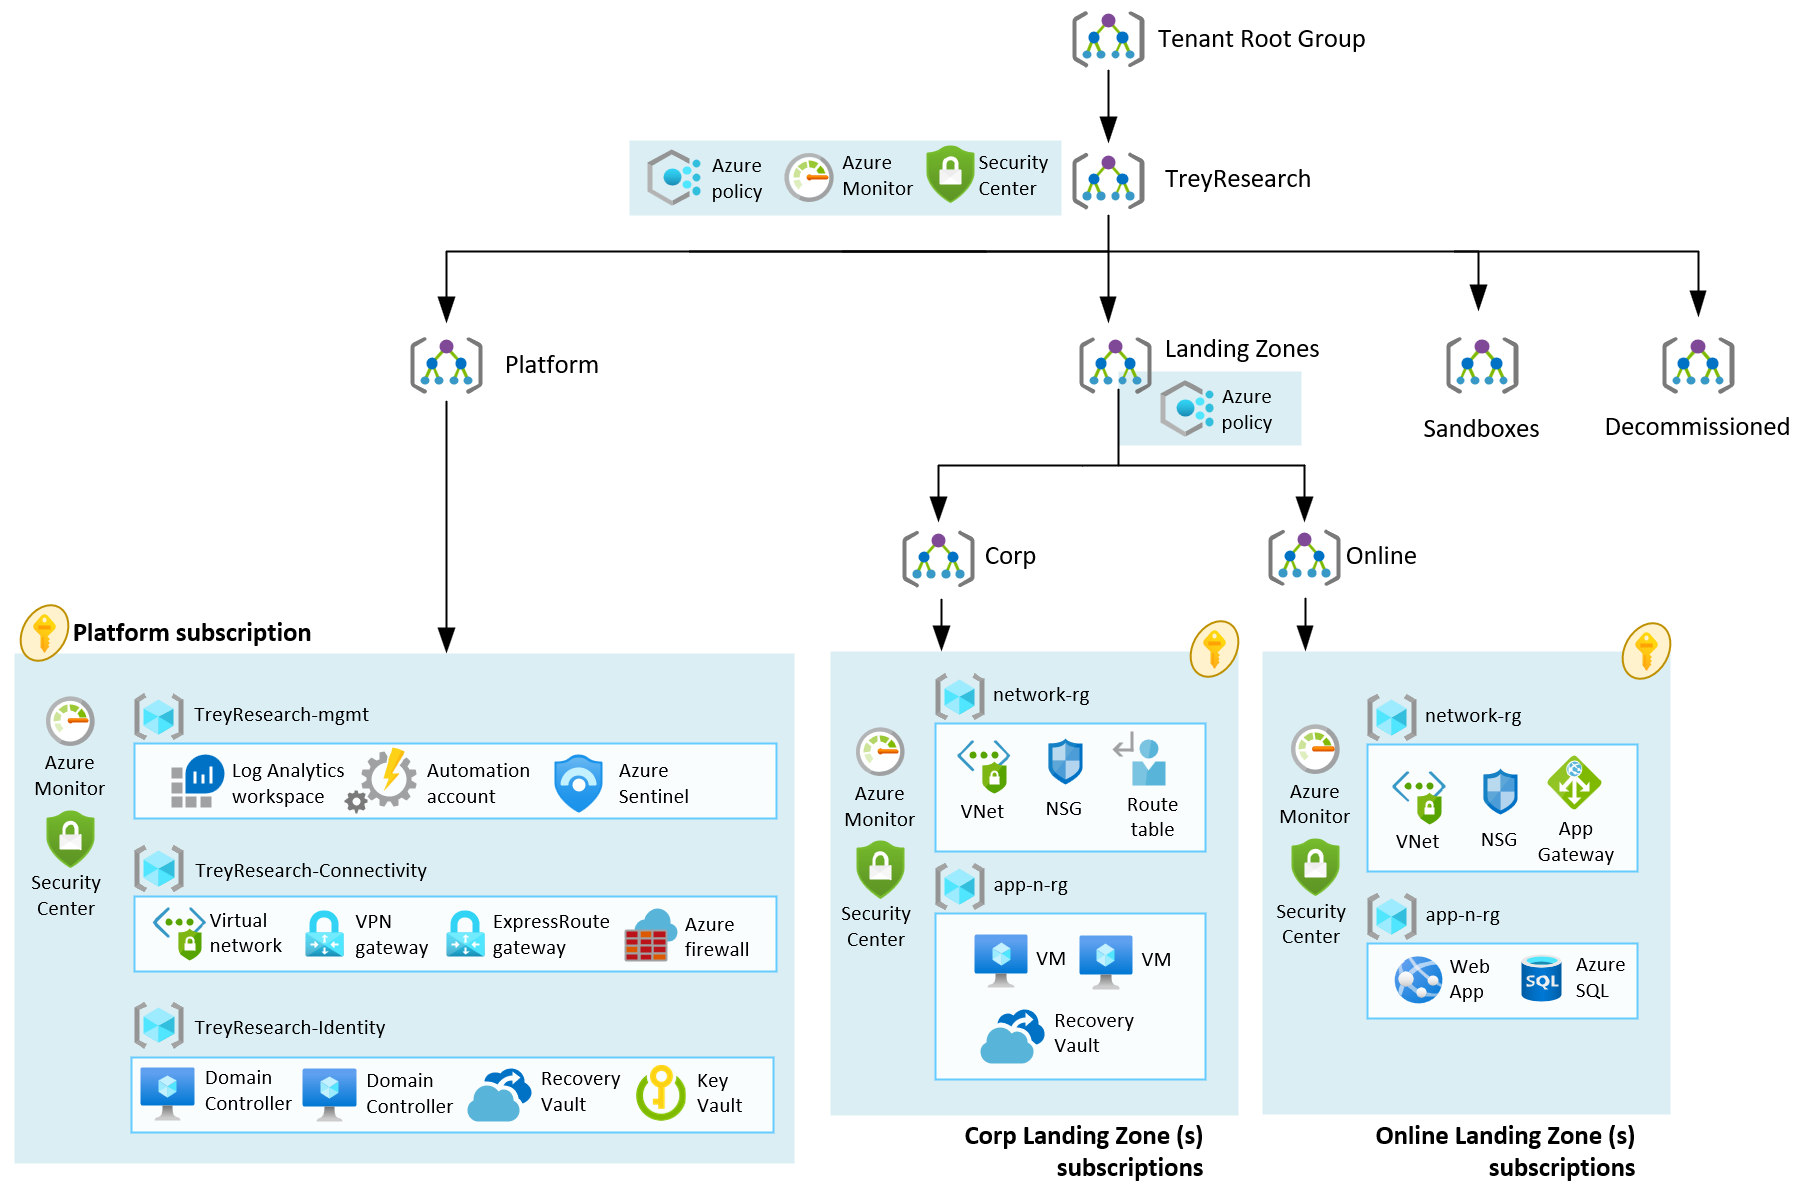 Tenant Root Group
Azure
policy
Azure
Monitor
Security
Center
TreyResearch
Platform
Landing Zones
Azure
policy
Sandboxes
Decommissioned
Corp
Online
Platform subscription
Azure
Monitor
Security
Center
TreyResearch-mgmt
Log Analytics
workspace
Automation
account
Azure
Sentinel
TreyResearch-Connectivity
Virtual
network
VPN
gateway
ExpressRoute
gateway
Azure
firewall
TreyResearch-Identity
Domain
Controller
Domain
Controller
Recovery
Vault
Key
Vault
Azure
Monitor
Security
Center
network-rg
VNet
NSG
Route
table
app-n-rg
VM
VM
Recovery
Vault
Corp Landing Zone (s)
subscriptions
Azure
Monitor
Security
Center
network-rg
VNet
NSG
App
Gateway
app-n-rg
Web
App
SQL
Azure
SQL
Online Landing Zone (s)
subscriptions